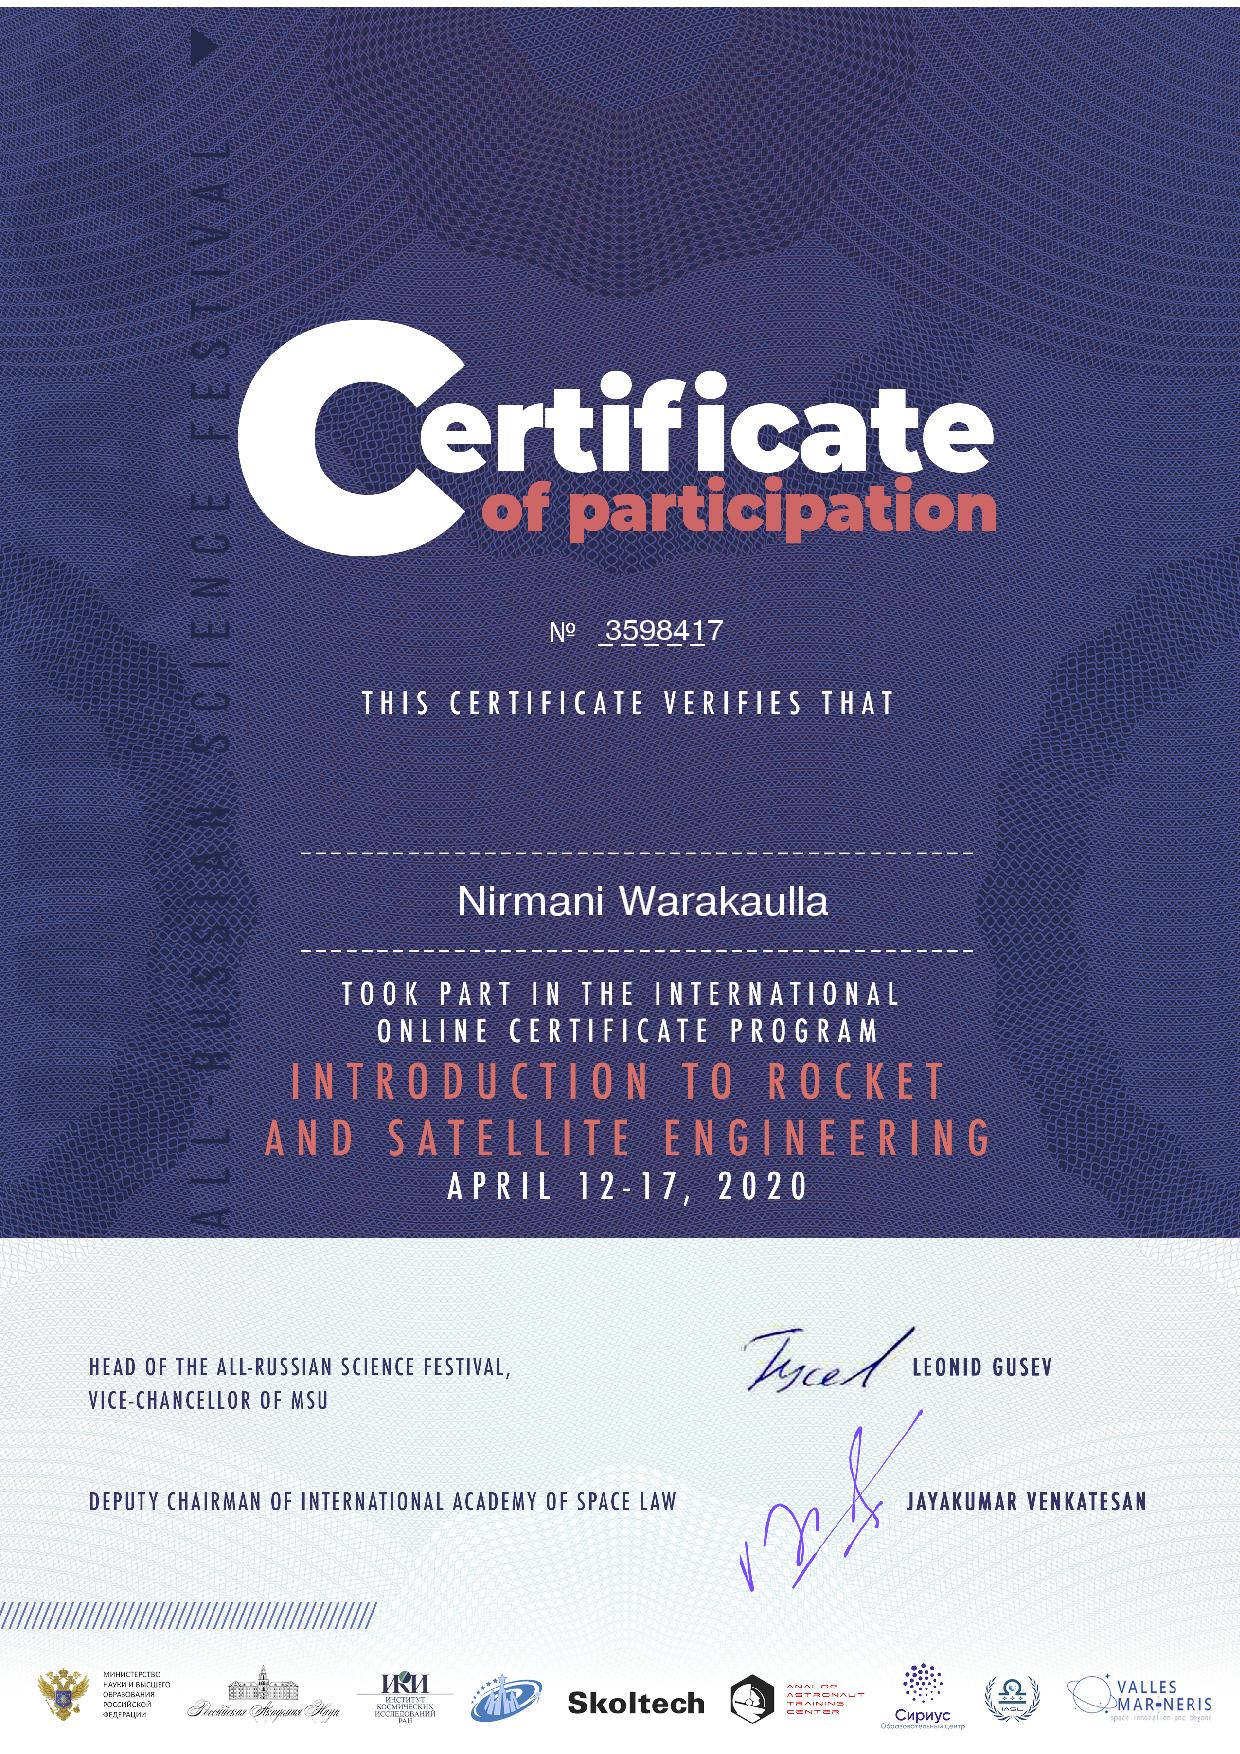 ALL-RUSSIAN SCIENCE FESTIVAL
Certificate
of participation
№ 3598417
THIS CERTIFICATE VERIFIES THAT
Nirmani Warakaulla
TOOK PART IN THE INTERNATIONAL
ONLINE CERTIFICATE PROGRAM
INTRODUCTION TO ROCKET
AND SATELLITE ENGINEERING
APRIL 12-17, 2020
HEAD OF THE ALL-RUSSIAN SCIENCE FESTIVAL,
VICE-CHANCELLOR OF MSU
LEONID GUSEV
DEPUTY CHAIRMAN OF INTERNATIONAL ACADEMY OF SPACE LAW
JAYAKUMAR VENKATESAN
МИНИСТЕРСТВО
НАУКИ И ВЫСШЕГО
ОБРАЗОВАНИЯ
РОССИЙСКОЙ
ФЕДЕРАЦИИ
Российская Академия Наук
ИКИ
ИНСТИТУТ
КОСМИЧЕСКИХ
ИССЛЕДОВАНИЙ
РАН
Skoltech
ANALOG
ASTRONAUT
TRAINING
CENTER
Сириус
Образовательный центр
IASL
VALLES
MARINERIS
space innovation and beyond